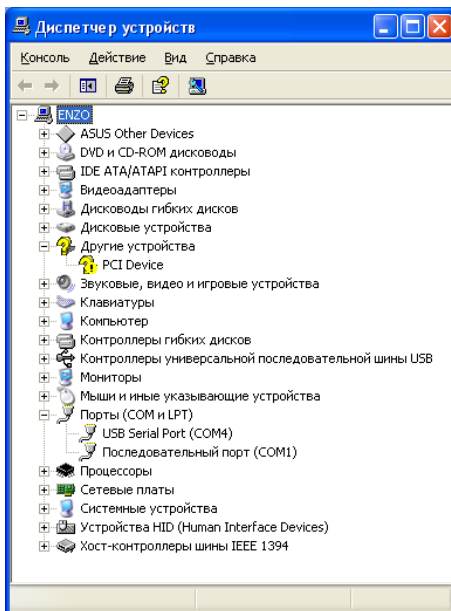 Диспетчер устройств
Консоль Действие Вид Справка
ENZO
ASUS Other Devices
DVD и CD-ROM дисководы
IDE ATA/ATAPI контроллеры
Видеоадаптеры
Дисководы гибких дисков
Дисковые устройства
Другие устройства
PCI Device
Звуковые, видео и игровые устройства
Клавиатуры
Компьютер
Контроллеры гибких дисков
Контроллеры универсальной последовательной шины USB
Мониторы
Мыши и иные указывающие устройства
Порты (COM и LPT)
USB Serial Port (COM4)
Последовательный порт (COM1)
Процессоры
Сетевые платы
Системные устройства
Устройства HID (Human Interface Devices)
Хост-контроллеры шины IEEE 1394